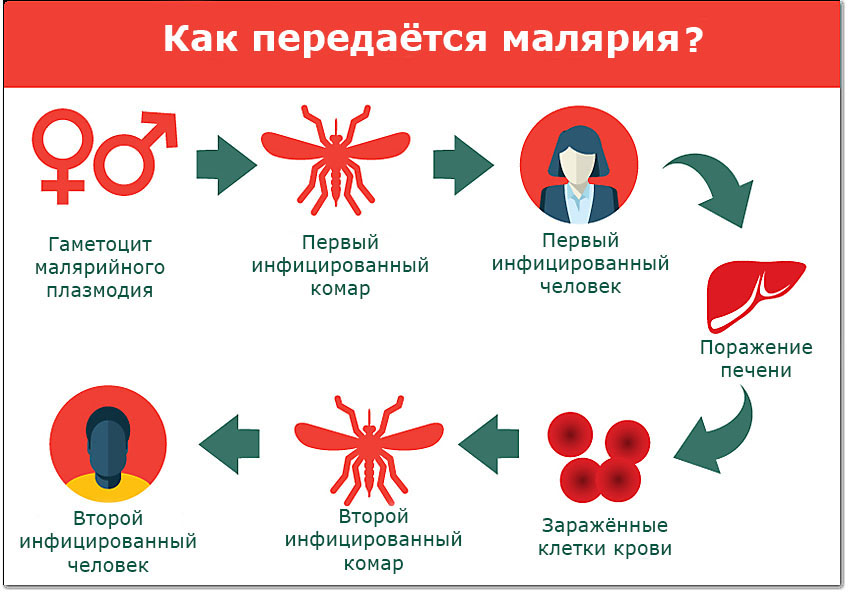 Как передаётся малярия?
Гаметоцит
малярийного
плазмодия
Первый
инфицированный
комар
Первый
инфицированный
человек
Поражение
печени
Заражённые
клетки крови
Второй
инфицированный
комар
Второй
инфицированный
человек